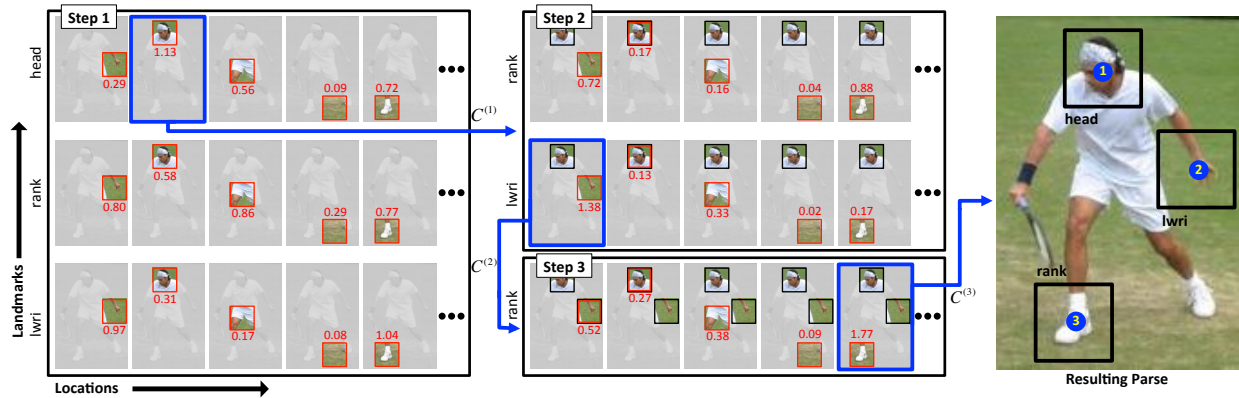 Step 1
head
0.29
1.13
0.56
0.09
0.72
rank
0.80
0.58
0.86
0.29
0.77
lwri
0.97
0.31
0.17
0.08
1.04
Landmarks
Locations
C(1)
Step 2
rank
0.72
0.17
0.16
0.04
0.88
lwri
1.38
0.13
0.33
0.02
0.17
C(2)
Step 3
rank
0.52
0.27
0.38
0.09
1.77
C(3)
1
head
2
lwri
rank
3
Resulting Parse